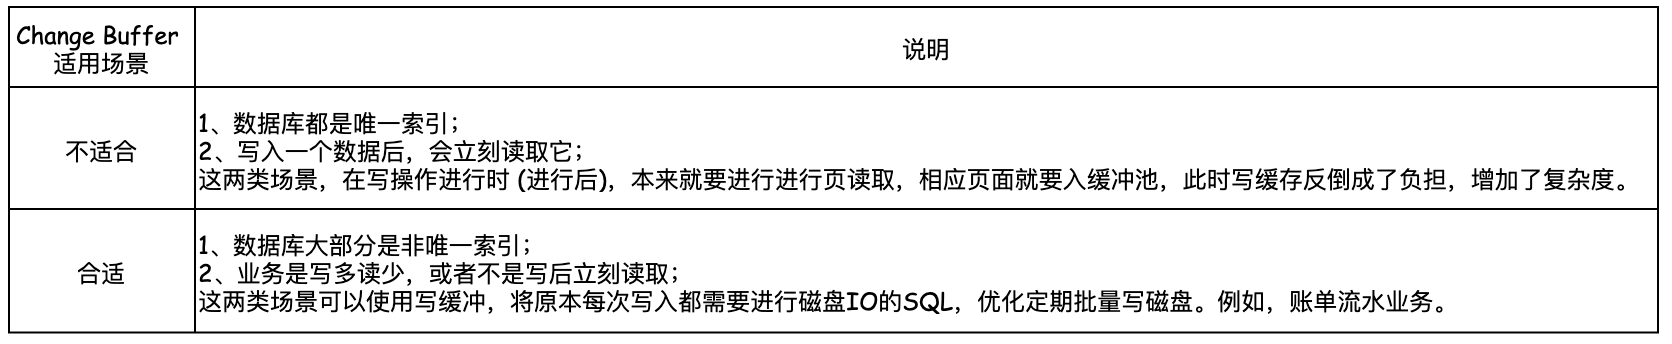 Change Buffer
适用场景
说明
不适合
1、数据库都是唯一索引；
2、写入一个数据后，会立刻读取它；
这两类场景，在写操作进行时 (进行后)，本来就要进行进行页读取，相应页面就要入缓冲池，此时写缓存反倒成了负担，增加了复杂度。
合适
1、数据库大部分是非唯一索引；
2、业务是写多读少，或者不是写后立刻读取；
这两类场景可以使用写缓冲，将原本每次写入都需要进行磁盘IO的SQL，优化定期批量写磁盘。例如，账单流水业务。